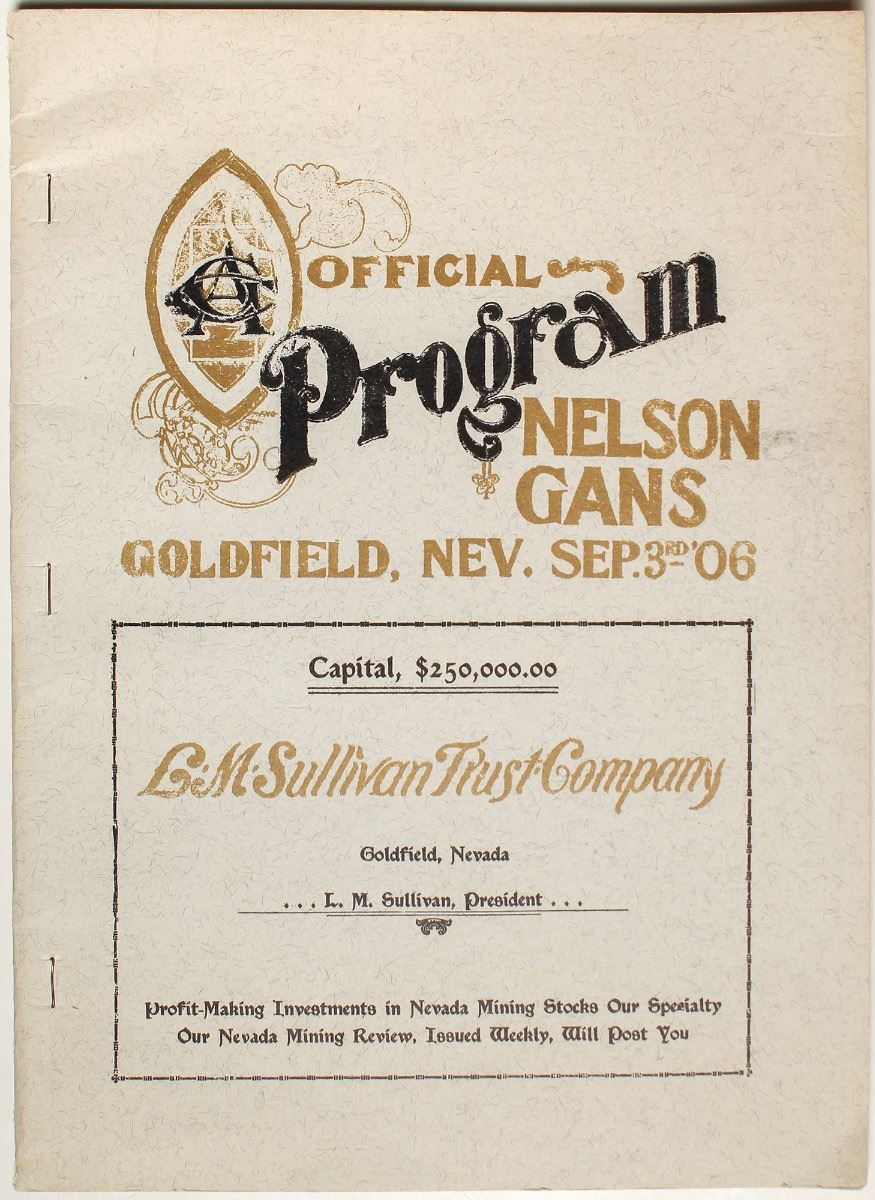 OFFICIAL
Program
NELSON
GANS
GOLDFIELD, NEV. SEP. 3RD '06
Capital, $250,000.00
L. M. Sullivan Trust Company
Goldfield, Nevada
. . . L. M. Sullivan, President . . .
Profit-Making Investments in Nevada Mining Stocks Our Specialty
Our Nevada Mining Review, Issued Weekly, Will Post You